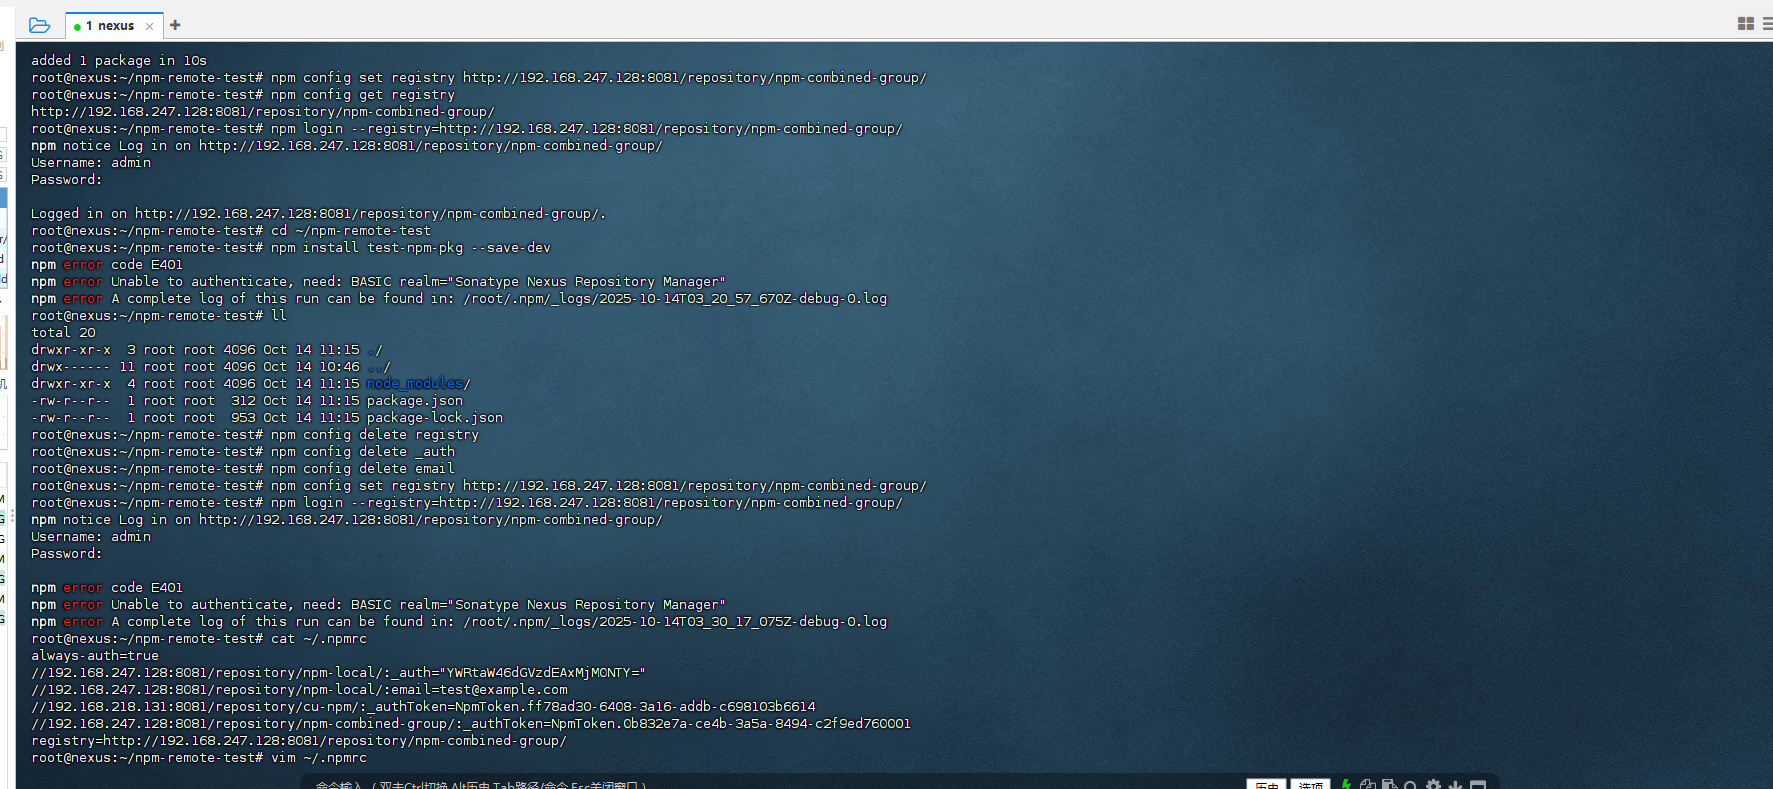 1 nexus
added 1 package in 10s
root@nexus:~/npm-remote-test# npm config set registry http://192.168.247.128:8081/repository/npm-combined-group/
root@nexus:~/npm-remote-test# npm config get registry
http://192.168.247.128:8081/repository/npm-combined-group/
root@nexus:~/npm-remote-test# npm login --registry=http://192.168.247.128:8081/repository/npm-combined-group/
npm notice Log in on http://192.168.247.128:8081/repository/npm-combined-group/
Username: admin
Password:
Logged in on http://192.168.247.128:8081/repository/npm-combined-group/.
root@nexus:~/npm-remote-test# cd ~/npm-remote-test
root@nexus:~/npm-remote-test# npm install test-npm-pkg --save-dev
npm error code E401
npm error Unable to authenticate, need: BASIC realm="Sonatype Nexus Repository Manager"
npm error A complete log of this run can be found in: /root/.npm/_logs/2025-10-14T03_20_57_670Z-debug-0.log
root@nexus:~/npm-remote-test# ll
total 20
drwxr-xr-x  3 root root 4096 Oct 14 11:15 ./
drwx------ 11 root root 4096 Oct 14 10:46 ../
drwxr-xr-x  4 root root 4096 Oct 14 11:15 node_modules/
-rw-r--r--  1 root root  312 Oct 14 11:15 package.json
-rw-r--r--  1 root root  953 Oct 14 11:15 package-lock.json
root@nexus:~/npm-remote-test# npm config delete registry
root@nexus:~/npm-remote-test# npm config delete _auth
root@nexus:~/npm-remote-test# npm config delete email
root@nexus:~/npm-remote-test# npm config set registry http://192.168.247.128:8081/repository/npm-combined-group/
root@nexus:~/npm-remote-test# npm login --registry=http://192.168.247.128:8081/repository/npm-combined-group/
npm notice Log in on http://192.168.247.128:8081/repository/npm-combined-group/
Username: admin
Password:
npm error code E401
npm error Unable to authenticate, need: BASIC realm="Sonatype Nexus Repository Manager"
npm error A complete log of this run can be found in: /root/.npm/_logs/2025-10-14T03_30_17_075Z-debug-0.log
root@nexus:~/npm-remote-test# cat ~/.npmrc
always-auth=true
//192.168.247.128:8081/repository/npm-local/:_auth="YWRtaW46dGVzdEAxMjM0NTY="
//192.168.247.128:8081/repository/npm-local/:email=test@example.com
//192.168.218.131:8081/repository/cu-npm/:_authToken=NpmToken.ff78ad30-6408-3a16-addb-c698103b6614
//192.168.247.128:8081/repository/npm-combined-group/:_authToken=NpmToken.0b832e7a-ce4b-3a5a-8494-c2f9ed760001
registry=http://192.168.247.128:8081/repository/npm-combined-group/
root@nexus:~/npm-remote-test# vim ~/.npmrc
命令输入 ( 双击Ctrl切换,Alt历史,Tab路径/命令,Esc关闭窗口 )
历史 选项